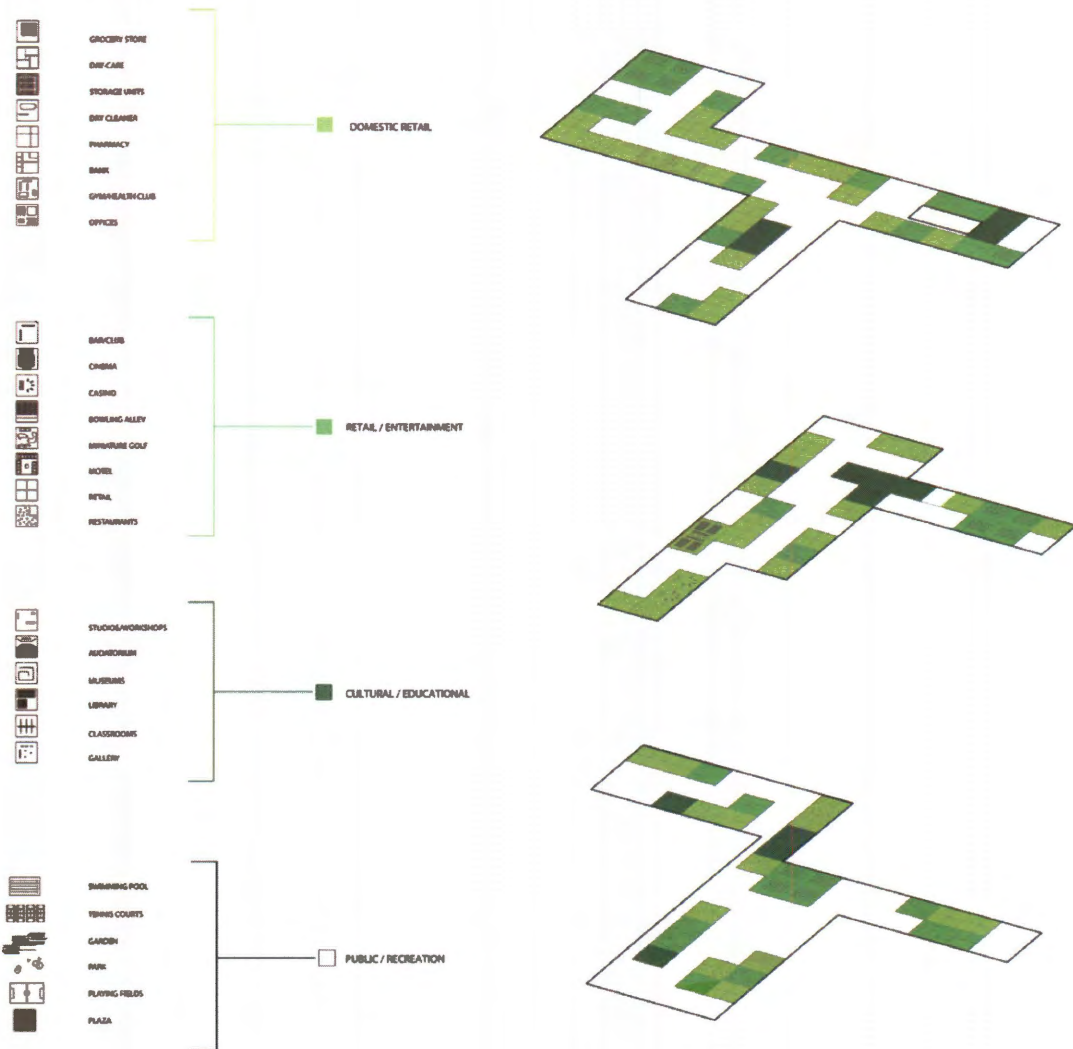 GROCERY STORE
DAY-CARE
STORAGE UNITS
DRY CLEANER
PHARMACY
BANK
GYM/HEALTH CLUB
OFFICES
DOMESTIC RETAIL
BAR/CLUB
CINEMA
CASINO
BOWLING ALLEY
MINIATURE GOLF
MOTEL
RETAIL
RESTAURANTS
RETAIL / ENTERTAINMENT
STUDIOS/WORKSHOPS
AUDATORIUM
MUSEUMS
LIBRARY
CLASSROOMS
GALLERY
CULTURAL / EDUCATIONAL
SWIMMING POOL
TENNIS COURTS
GARDEN
PARK
PLAYING FIELDS
PLAZA
PUBLIC / RECREATION